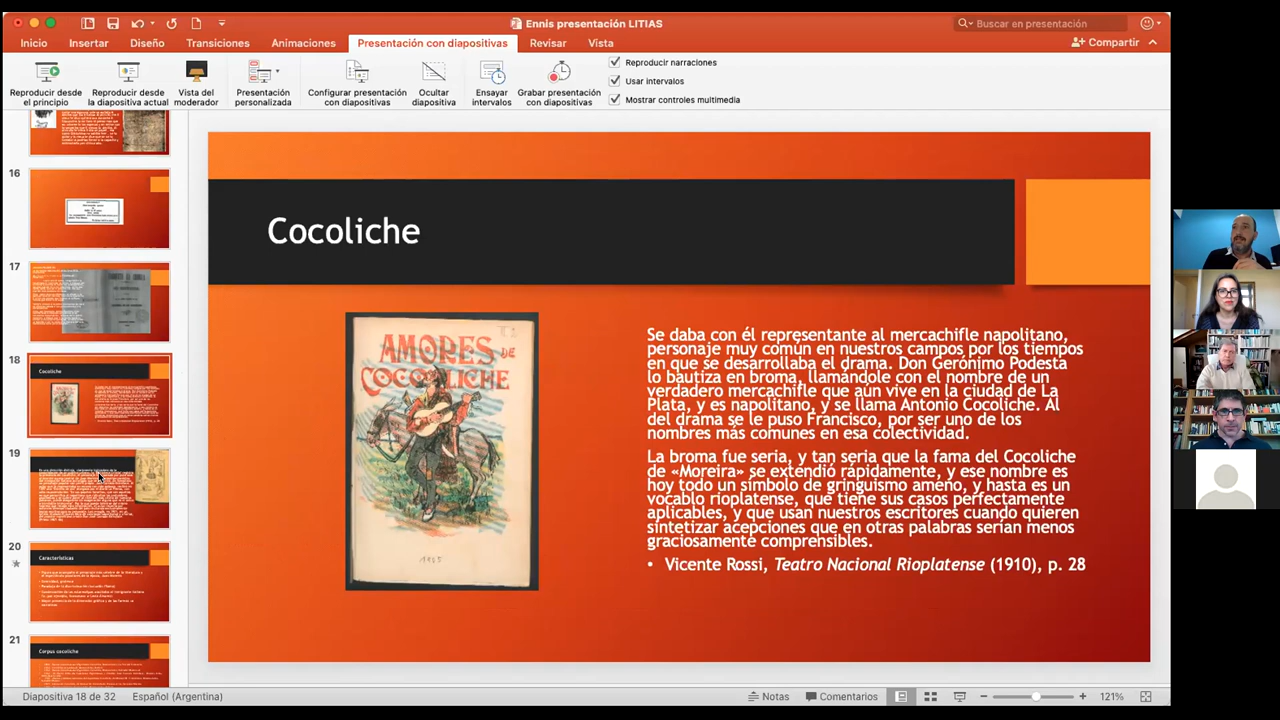 Ennis presentación LITIAS
Buscar en presentación
Inicio Insertar Diseño Transiciones Animaciones Presentación con diapositivas Revisar Vista
Compartir
Reproducir desde el principio
Reproducir desde la diapositiva actual
Vista del moderador
Presentación personalizada
Configurar presentación con diapositivas
Ocultar diapositiva
Ensayar intervalos
Grabar presentación con diapositivas
Reproducir narraciones
Usar intervalos
Mostrar controles multimedia
16
17
18
Cocoliche
19
20
Características
21
Corpus cocoliche
Cocoliche
AMORES DE
COCOLICHE
Se daba con él representante al mercachifle napolitano,
personaje muy común en nuestros campos por los tiempos
en que se desarrollaba el drama. Don Gerónimo Podestá
lo bautiza en broma, llamándole con el nombre de un
verdadero mercachifle que aún vive en la ciudad de La
Plata, y es napolitano, y se llama Antonio Cocoliche. Al
del drama se le puso Francisco, por ser uno de los
nombres más comunes en esa colectividad.
La broma fue seria, y tan seria que la fama del Cocoliche
de «Moreira» se extendió rápidamente, y ese nombre es
hoy todo un símbolo de gringuismo ameno, y hasta es un
vocablo rioplatense, que tiene sus casos perfectamente
aplicables, y que usan nuestros escritores cuando quieren
sintetizar acepciones que en otras palabras serían menos
graciosamente comprensibles.
• Vicente Rossi, Teatro Nacional Rioplatense (1910), p. 28
Diapositiva 18 de 32 Español (Argentina)
Notas Comentarios 121%